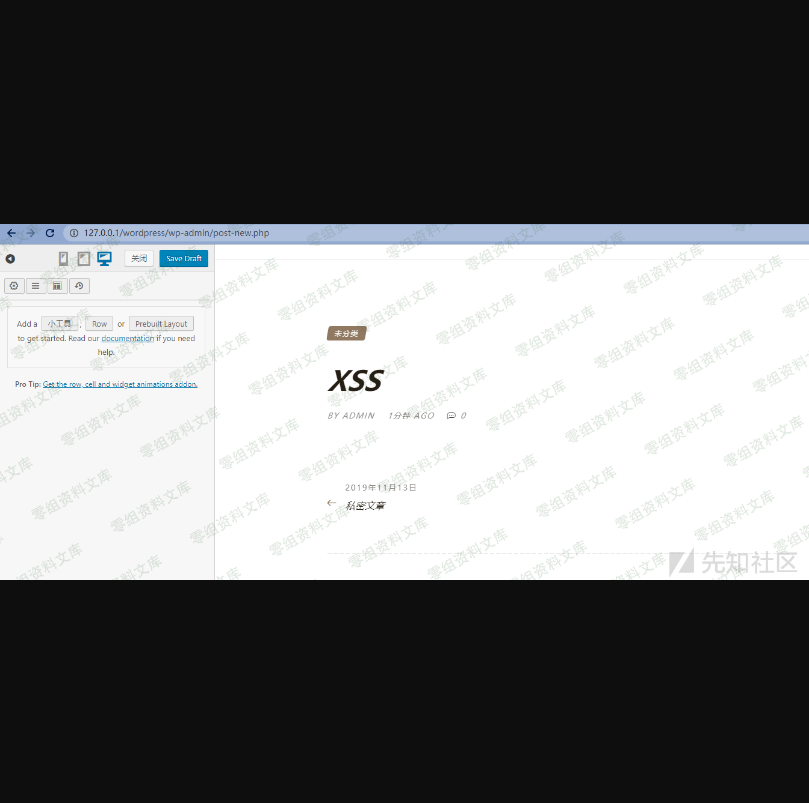 127.0.0.1/wordpress/wp-admin/post-new.php
关闭 Save Draft
Add a 小工具 , Row or Prebuilt Layout
to get started. Read our documentation if you need
help.
Pro Tip: Get the row, cell and widget animations addon.
未分类
XSS
BY ADMIN 1分钟 AGO 0
2019年11月13日
← 私密文章
先知社区
零组资料文库